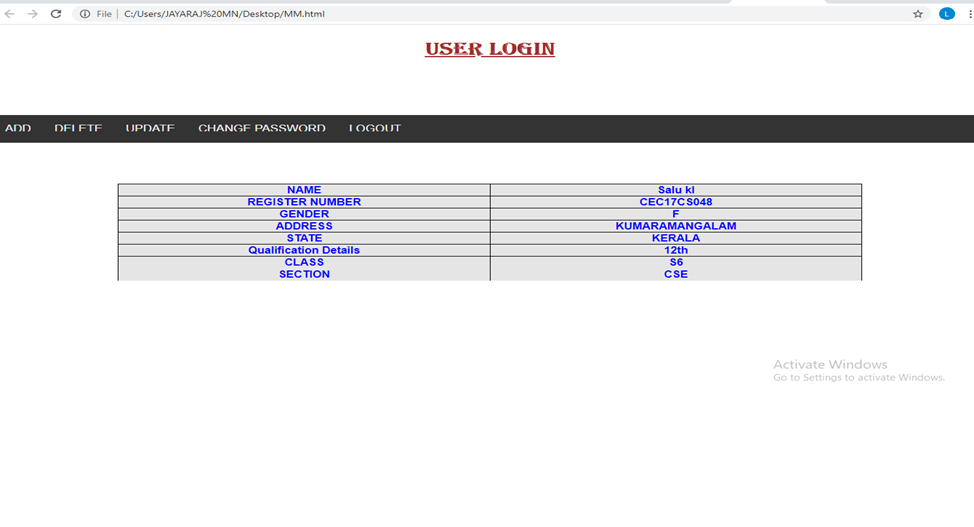 File C:/Users/JAYARAJ%20MN/Desktop/MM.html L
USER LOGIN
ADD DELETE UPDATE CHANGE PASSWORD LOGOUT
NAME Salu kl
REGISTER NUMBER CEC17CS048
GENDER F
ADDRESS KUMARAMANGALAM
STATE KERALA
Qualification Details 12th
CLASS S6
SECTION CSE
Activate Windows
Go to Settings to activate Windows.